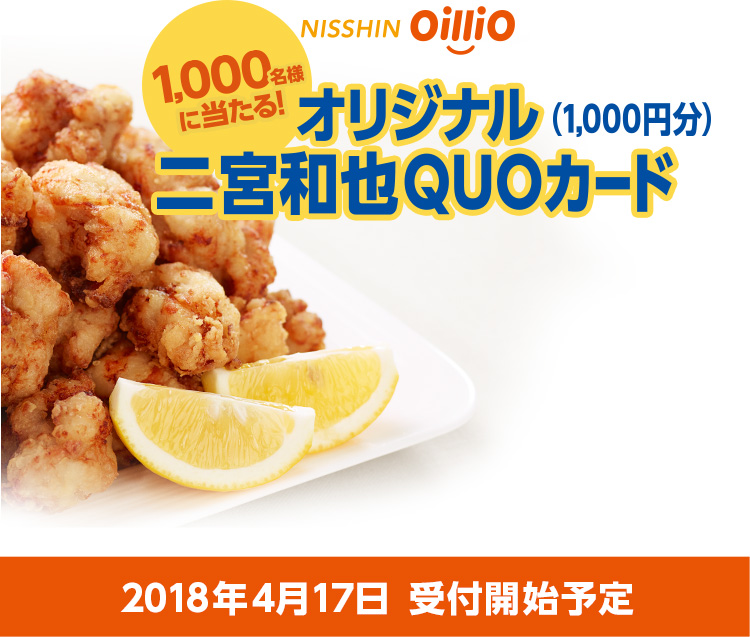 NISSHIN OilliO
1,000名様
に当たる!
オリジナル(1,000円分)
二宮和也QUOカード
2018年4月17日 受付開始予定